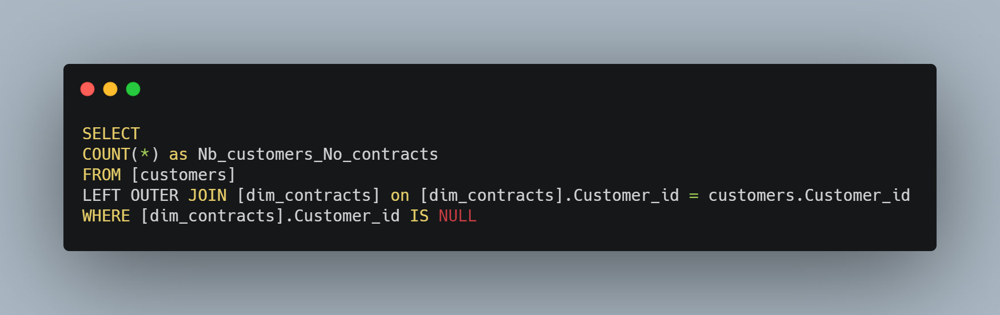 SELECT
COUNT(*) as Nb_customers_No_contracts
FROM [customers]
LEFT OUTER JOIN [dim_contracts] on [dim_contracts].Customer_id = customers.Customer_id
WHERE [dim_contracts].Customer_id IS NULL